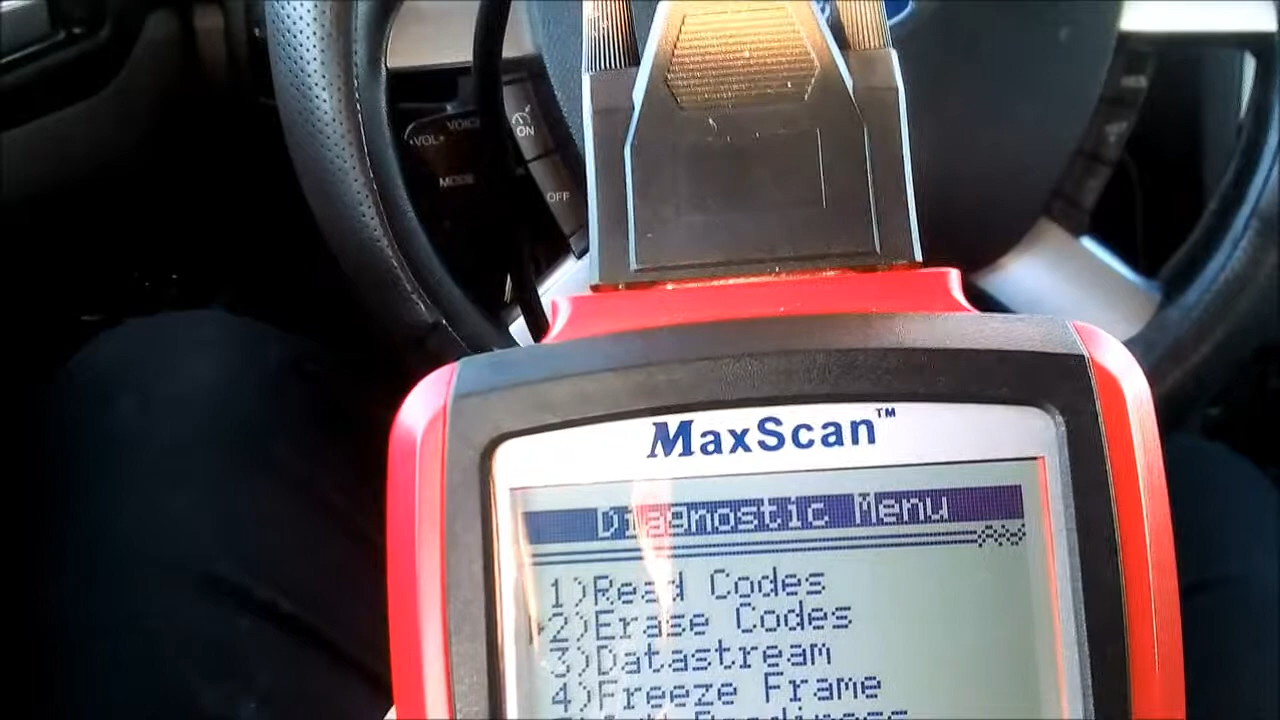 VOL+
VOICE
ON
MODE
OFF
MaxScan™
Diagnostic Menu
1)Read Codes
2)Erase Codes
3)Datastream
4)Freeze Frame